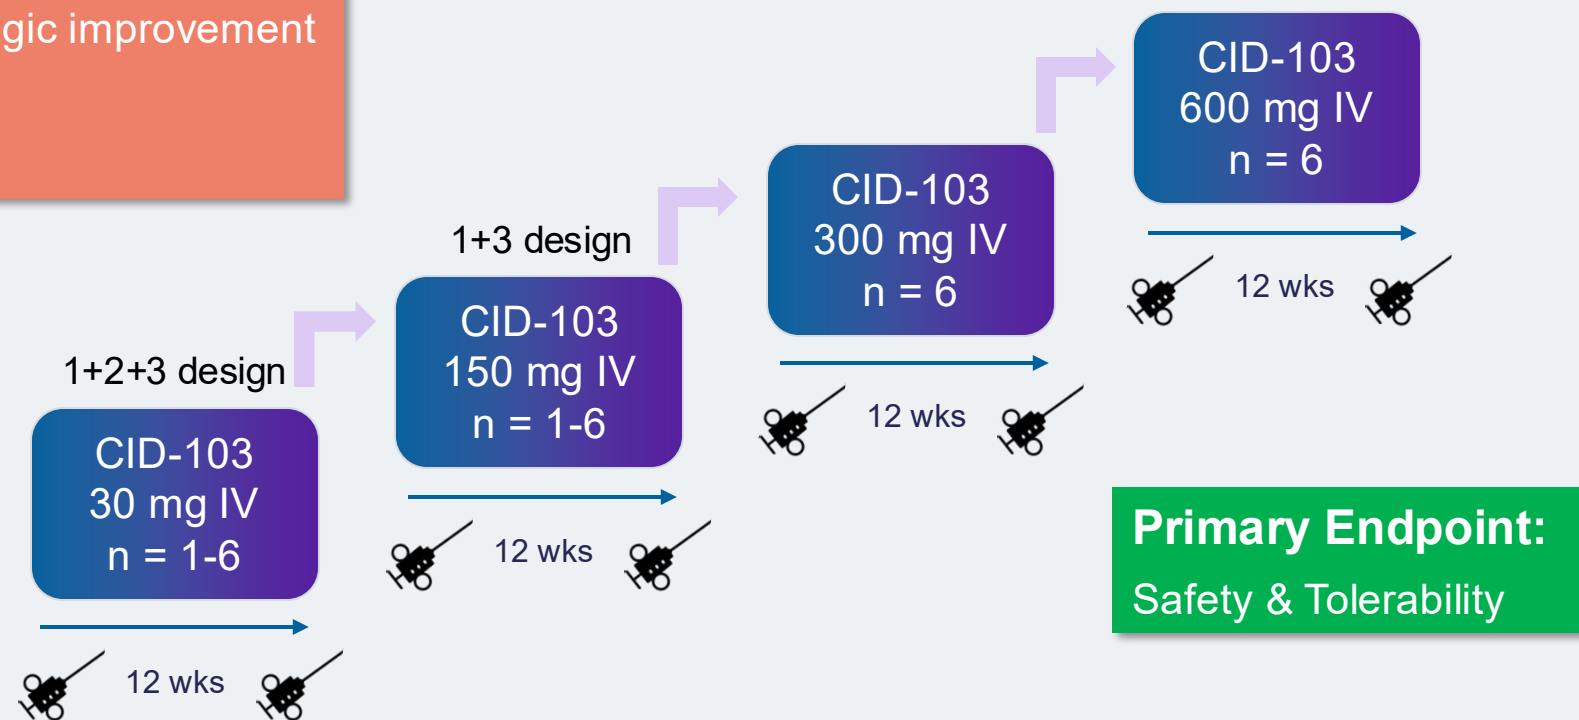 gic improvement
CID-103
600 mg IV
n = 6
12 wks
CID-103
300 mg IV
n = 6
12 wks
1+3 design
CID-103
150 mg IV
n = 1-6
12 wks
1+2+3 design
CID-103
30 mg IV
n = 1-6
12 wks
Primary Endpoint:
Safety & Tolerability